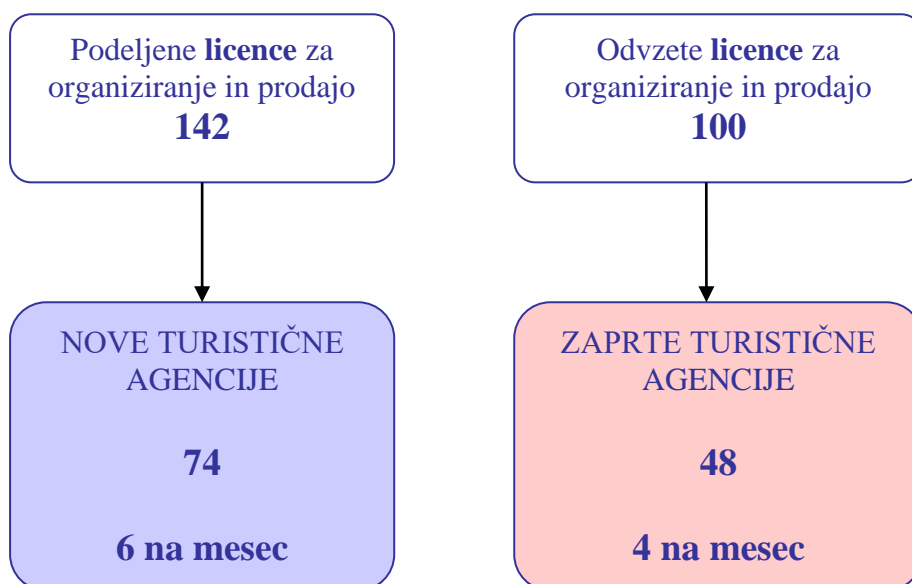 Podeljene licence za
organiziranje in prodajo
142
Odvzete licence za
organiziranje in prodajo
100
NOVE TURISTIČNE
AGENCIJE
74
6 na mesec
ZAPRTE TURISTIČNE
AGENCIJE
48
4 na mesec